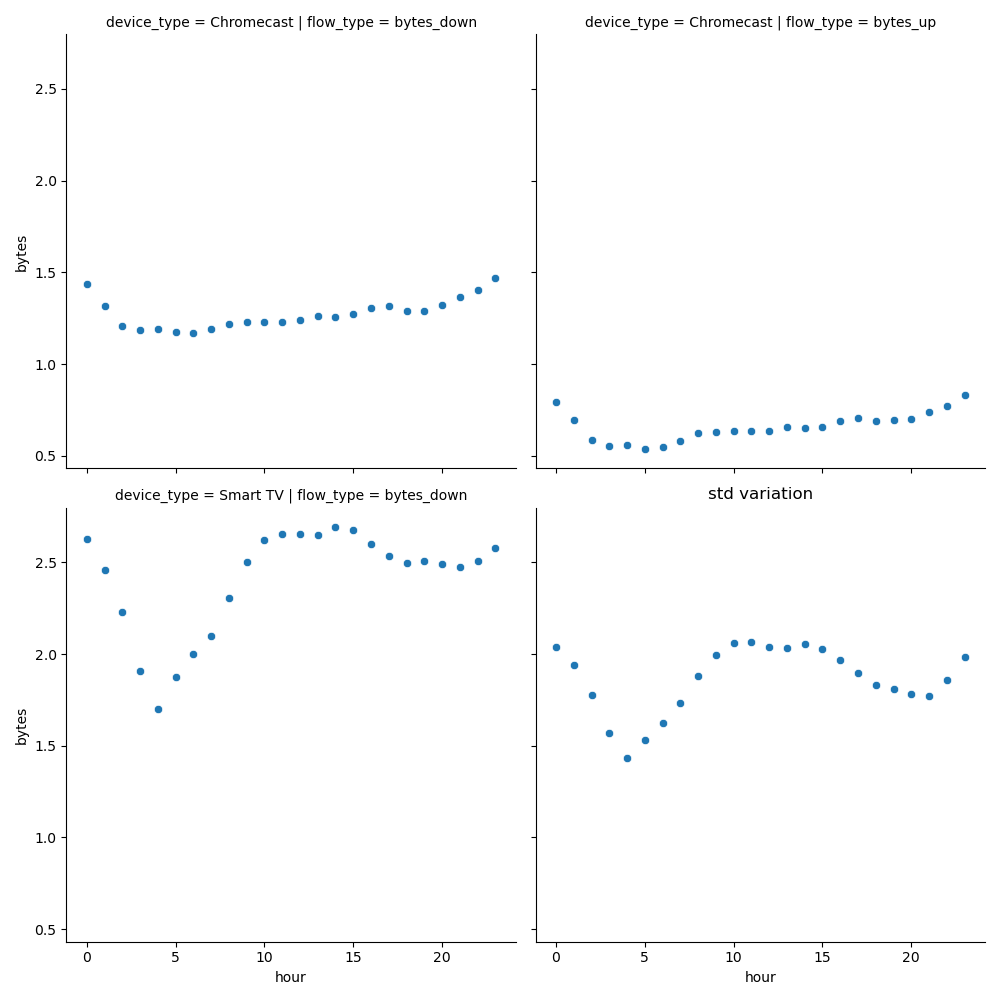 device_type = Chromecast | flow_type = bytes_down
device_type = Chromecast | flow_type = bytes_up
2.5
2.0
1.5
1.0
0.5
bytes
device_type = Smart TV | flow_type = bytes_down
std variation
2.5
2.0
1.5
1.0
0.5
bytes
0 5 10 15 20
hour
0 5 10 15 20
hour